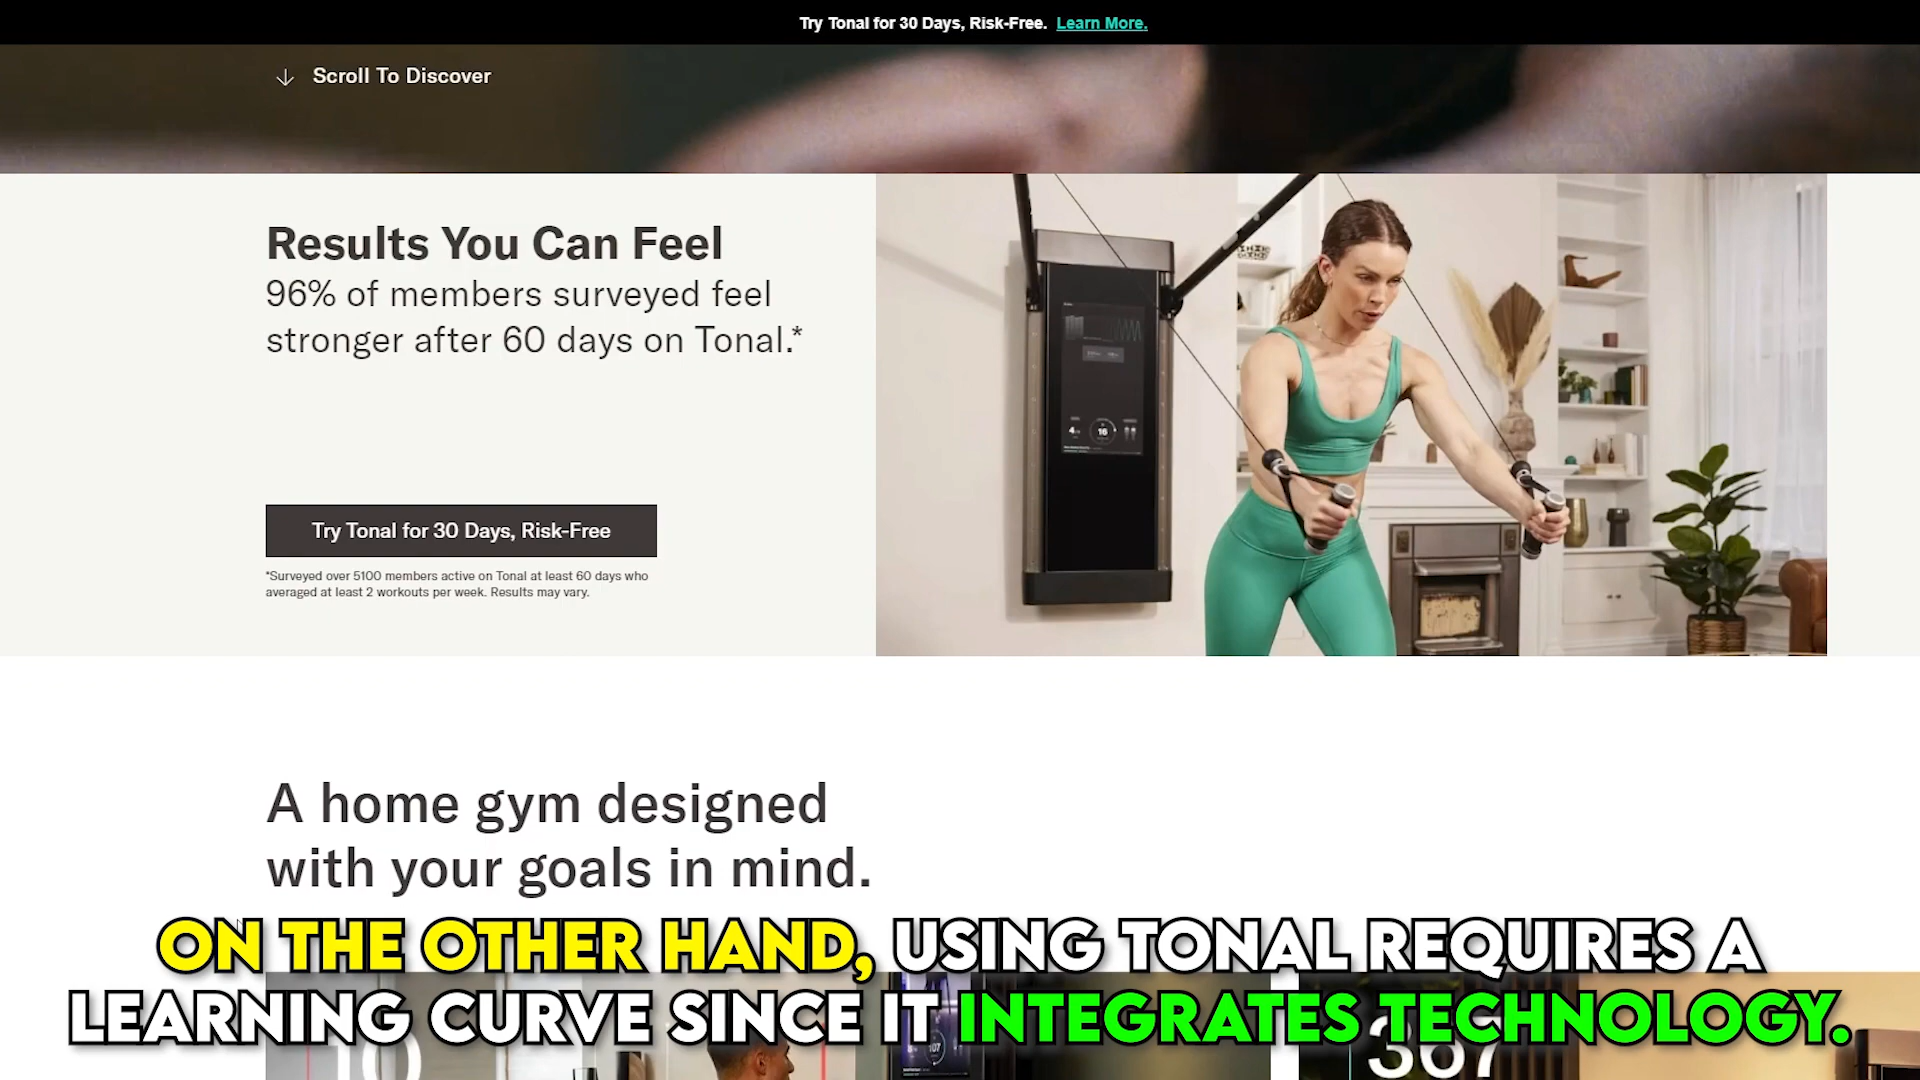 Try Tonal for 30 Days, Risk-Free. Learn More.
Scroll To Discover
Results You Can Feel
96% of members surveyed feel
stronger after 60 days on Tonal.*
Try Tonal for 30 Days, Risk-Free
*Surveyed over 5100 members active on Tonal at least 60 days who
averaged at least 2 workouts per week. Results may vary.
4
16
A home gym designed
with your goals in mind.
ON THE OTHER HAND, USING TONAL REQUIRES A
LEARNING CURVE SINCE IT INTEGRATES TECHNOLOGY.
107
367